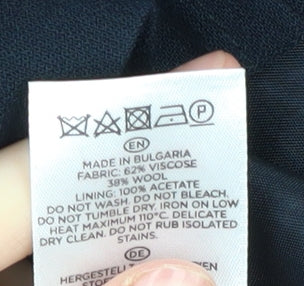 P
EN
MADE IN BULGARIA
FABRIC: 62% VISCOSE
38% WOOL
LINING: 100% ACETATE
DO NOT WASH. DO NOT BLEACH.
DO NOT TUMBLE DRY. IRON ON LOW
HEAT MAXIMUM 110°C. DELICATE
DRY CLEAN. DO NOT RUB ISOLATED
STAINS.
DE
HERGESTELLT